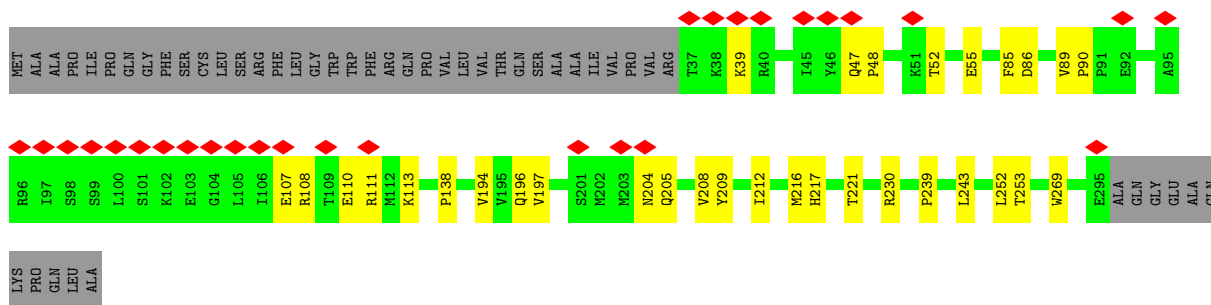 MET ALA ALA PRO ILE PRO GLN GLY PHE SER CYS LEU SER ARG PHE LEU GLY TRP TRP PHE ARG GLN PRO VAL LEU VAL THR GLN SER ALA ALA ILE VAL PRO VAL ARG T37 K38 K39 R40 I45 Y46 Q47 P48 K51 T52 E55 F85 D86 V89 P90 P91 E92 A95
R96 I97 S98 S99 L100 S101 K102 E103 G104 L105 I106 E107 R108 T109 E110 R111 M112 K113 P138 V194 V195 Q196 V197 S201 M202 M203 N204 Q205 V208 Y209 I212 M216 H217 T221 R230 P239 L243 L252 T253 W269 E295 ALA GLN GLY GLU ALA GLN
LYS PRO GLN LEU ALA